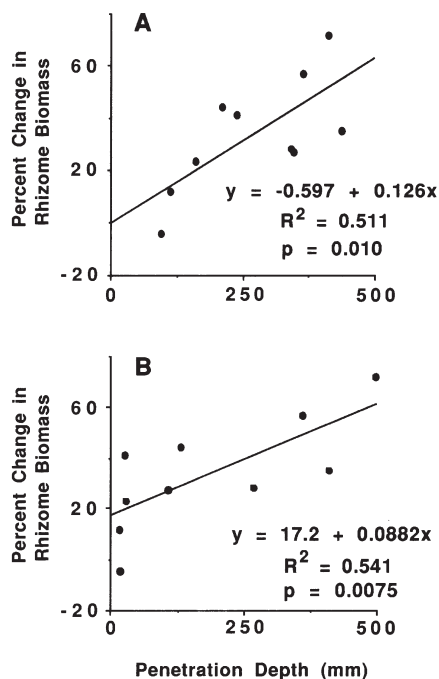 A
Percent Change in
Rhizome Biomass
60
20
-20
y = -0.597 + 0.126x
R² = 0.511
p = 0.010
0
250
500
B
Percent Change in
Rhizome Biomass
60
20
-20
y = 17.2 + 0.0882x
R² = 0.541
p = 0.0075
0
250
500
Penetration Depth (mm)